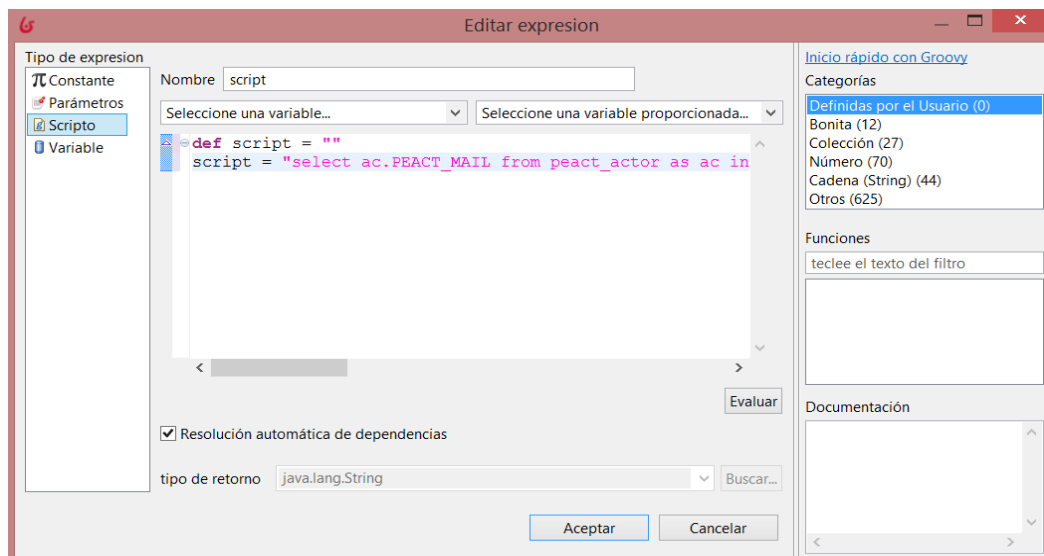 Editar expresion
Tipo de expresion
π Constante
Parámetros
Scripto
Variable
Nombre script
Seleccione una variable...
Seleccione una variable proporcionada...
def script = ""
script = "select ac.PEACT_MAIL from peact_actor as ac in
Evaluar
Resolución automática de dependencias
tipo de retorno java.lang.String Buscar...
Aceptar Cancelar
Inicio rápido con Groovy
Categorías
Definidas por el Usuario (0)
Bonita (12)
Colección (27)
Número (70)
Cadena (String) (44)
Otros (625)
Funciones
teclee el texto del filtro
Documentación